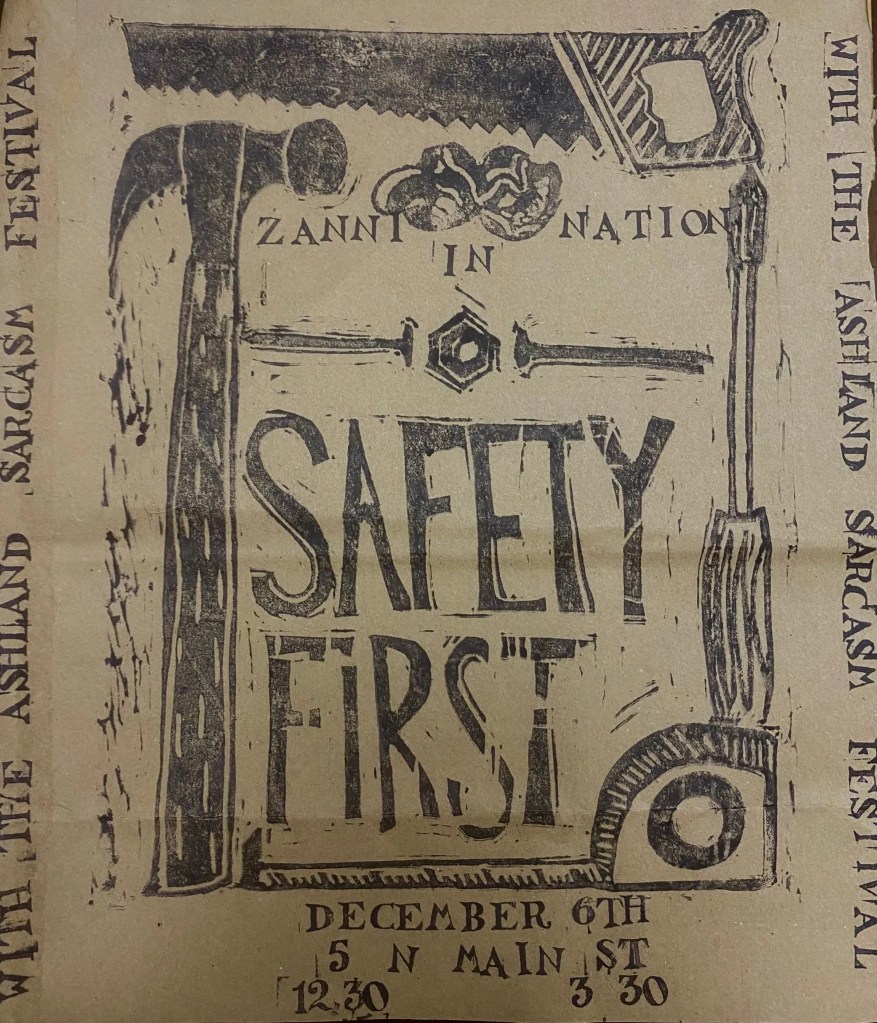 WITH THE ASHLAND SARCASM FESTIVAL
ZANNI NATION
IN
SAFETY
FIRST
DECEMBER 6TH
5 N MAIN ST
12 30 3 30
WITH THE ASHLAND SARCASM FESTIVAL